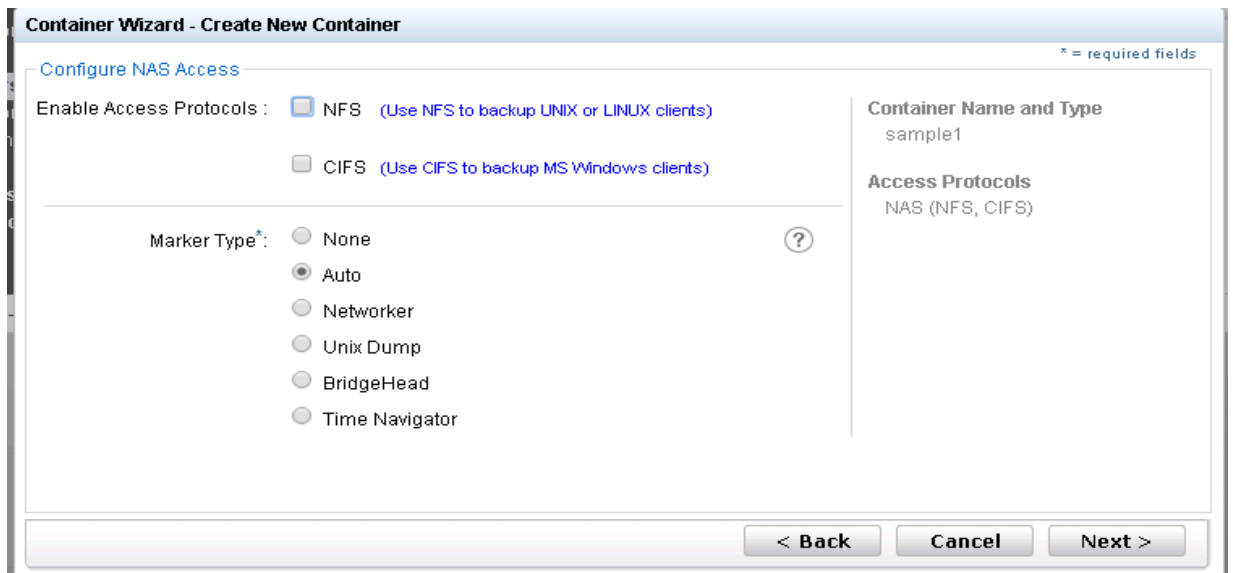 Container Wizard - Create New Container
* = required fields
Configure NAS Access
Enable Access Protocols : NFS (Use NFS to backup UNIX or LINUX clients)
CIFS (Use CIFS to backup MS Windows clients)
Marker Type*: None
?
Auto
Networker
Unix Dump
BridgeHead
Time Navigator
Container Name and Type
sample1
Access Protocols
NAS (NFS, CIFS)
< Back Cancel Next >